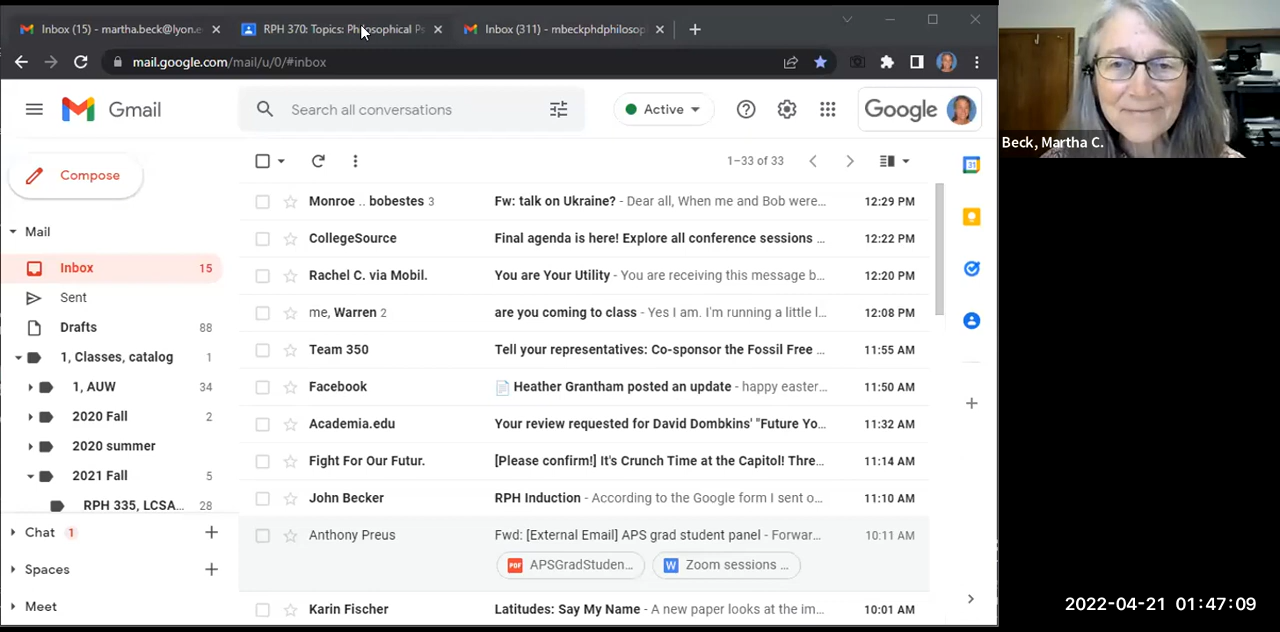 Inbox (15) - martha.beck@lyon.e
RPH 370: Topics: Philosophical Ps
Inbox (311) - mbeckphdphilosop
mail.google.com/mail/u/0/#inbox
Beck, Martha C.
Gmail
Search all conversations
Active
Google
1–33 of 33
31
Compose
Mail
Inbox 15
Sent
Drafts 88
1, Classes, catalog 1
1, AUW 34
2020 Fall 2
2020 summer
2021 Fall 5
RPH 335, LCSA... 28
Chat 1
Spaces
Meet
Monroe .. bobestes 3 Fw: talk on Ukraine? - Dear all, When me and Bob were... 12:29 PM
CollegeSource Final agenda is here! Explore all conference sessions ... 12:22 PM
Rachel C. via Mobil. You are Your Utility - You are receiving this message b... 12:20 PM
me, Warren 2 are you coming to class - Yes I am. I'm running a little l... 12:08 PM
Team 350 Tell your representatives: Co-sponsor the Fossil Free ... 11:55 AM
Facebook Heather Grantham posted an update - happy easter... 11:50 AM
Academia.edu Your review requested for David Dombkins' "Future Yo... 11:32 AM
Fight For Our Futur. [Please confirm!] It's Crunch Time at the Capitol! Thre... 11:14 AM
John Becker RPH Induction - According to the Google form I sent o... 11:10 AM
Anthony Preus Fwd: [External Email] APS grad student panel - Forwar... 10:11 AM
PDF APSGradStuden... W Zoom sessions ...
Karin Fischer Latitudes: Say My Name - A new paper looks at the im... 10:01 AM
2022-04-21 01:47:09